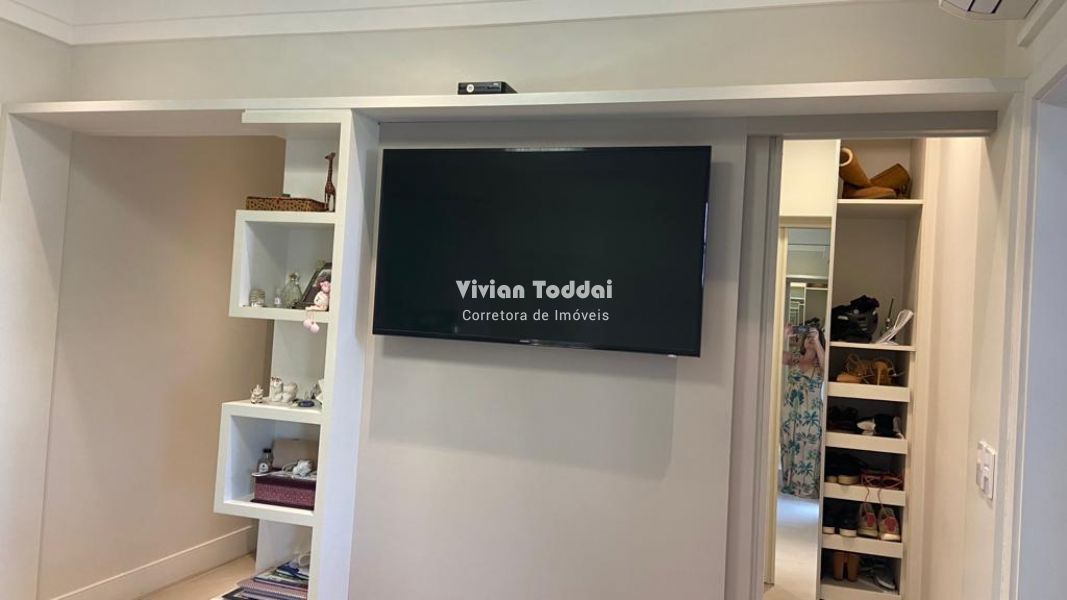 Vivian Toddai
Corretora de Imóveis